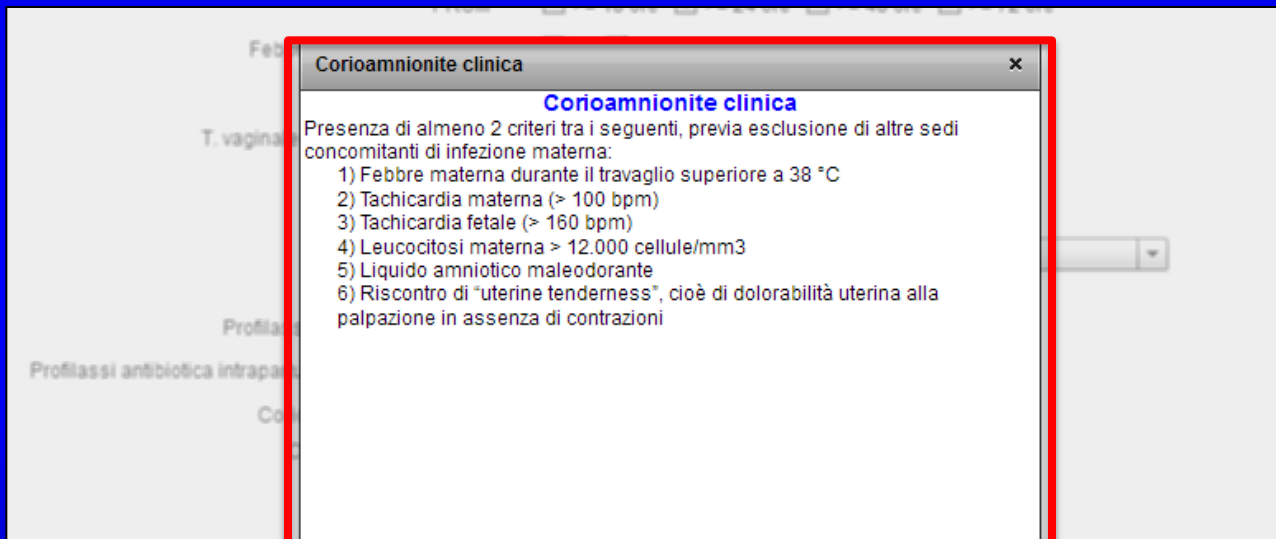 Feb
Corioamnionite clinica
×
Corioamnionite clinica
Presenza di almeno 2 criteri tra i seguenti, previa esclusione di altre sedi
concomitanti di infezione materna:
1) Febbre materna durante il travaglio superiore a 38 °C
2) Tachicardia materna (> 100 bpm)
3) Tachicardia fetale (> 160 bpm)
4) Leucocitosi materna > 12.000 cellule/mm3
5) Liquido amniotico maleodorante
6) Riscontro di “uterine tenderness”, cioè di dolorabilità uterina alla
palpazione in assenza di contrazioni
T. vaginal
Profilas
Profilassi antibiotica intrapar